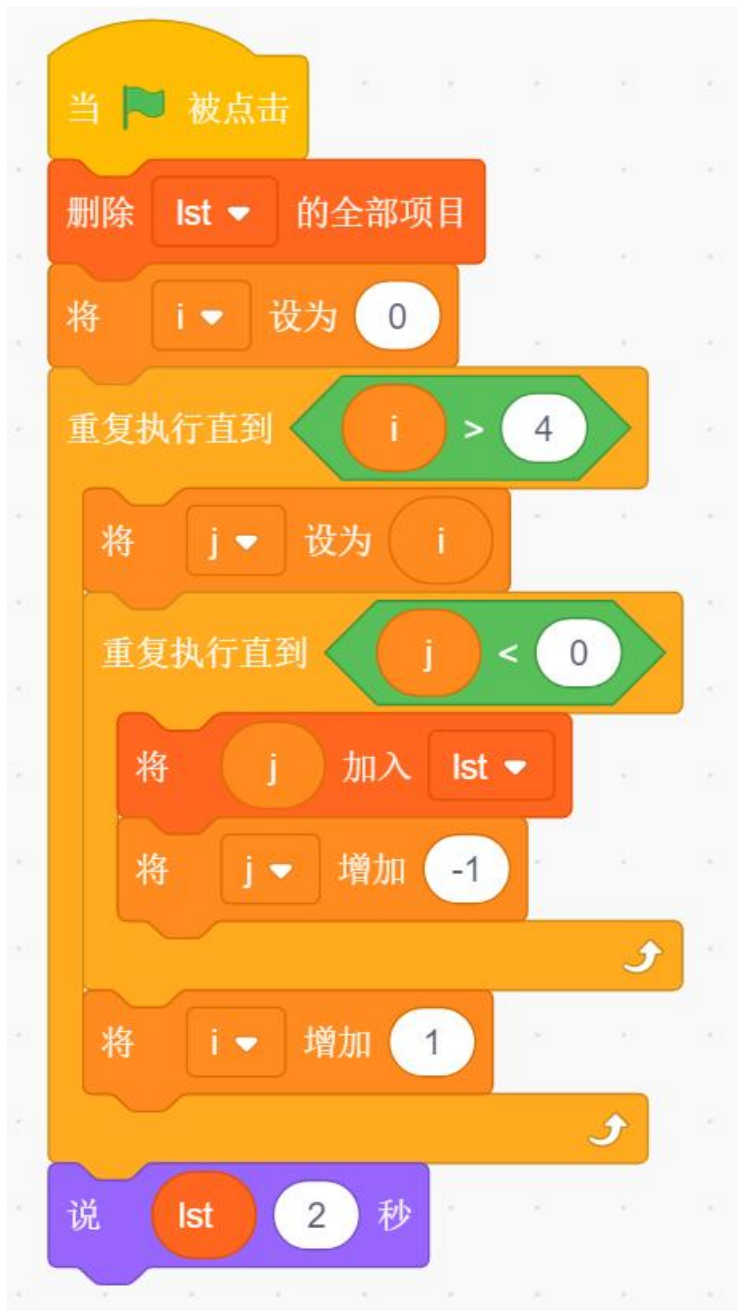 当 被点击
删除 lst 的全部项目
将 i 设为 0
重复执行直到 i > 4
将 j 设为 i
重复执行直到 j < 0
将 j 加入 lst
将 j 增加 -1
将 i 增加 1
说 lst 2 秒